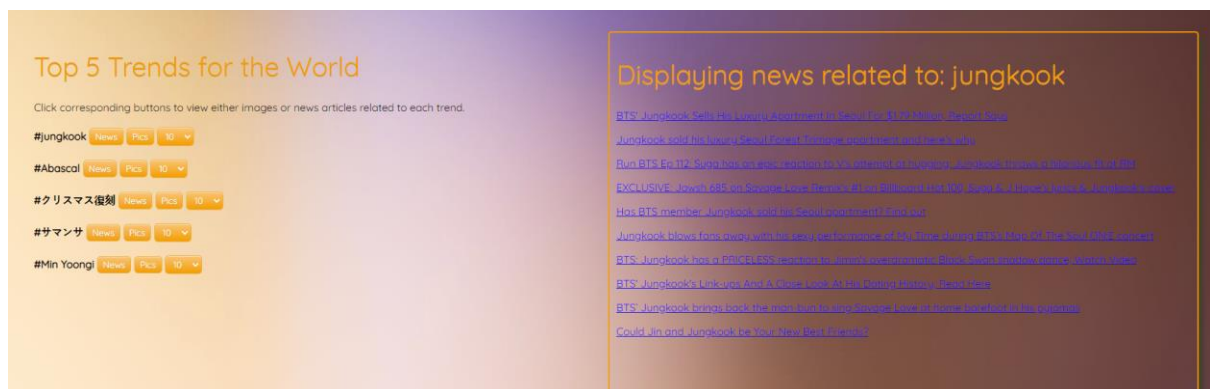 Top 5 Trends for the World
Click corresponding buttons to view either images or news articles related to each trend.
#jungkook News Pics 10
#Abascal News Pics 10
#クリスマス復刻 News Pics 10
#サマンサ News Pics 10
#Min Yoongi News Pics 10
Displaying news related to: jungkook
BTS' Jungkook Sells His Luxury Apartment In Seoul For $1.79 Million, Report Says
Jungkook sold his luxury Seoul Forest Trimage apartment and here's why
Run BTS Ep 112: Suga has an epic reaction to V's attempt at hugging; Jungkook throws a hilarious fit at RM
EXCLUSIVE: Jawsh 685 on Savage Love Remix's #1 on Billboard Hot 100, Suga & J Hope's lyrics & Jungkook's cover
Has BTS member Jungkook sold his Seoul apartment? Find out
Jungkook blows fans away with his sexy performance of My Time during BTS's Map Of The Soul ON:E concert
BTS: Jungkook has a PRICELESS reaction to Jimin's overdramatic Black Swan shadow dance; Watch Video
BTS' Jungkook's Link-ups And A Close Look At His Dating History; Read Here
BTS' Jungkook brings back the man-bun to sing Savage Love at home barefoot in his pyjamas
Could Jin and Jungkook be Your New Best Friends?